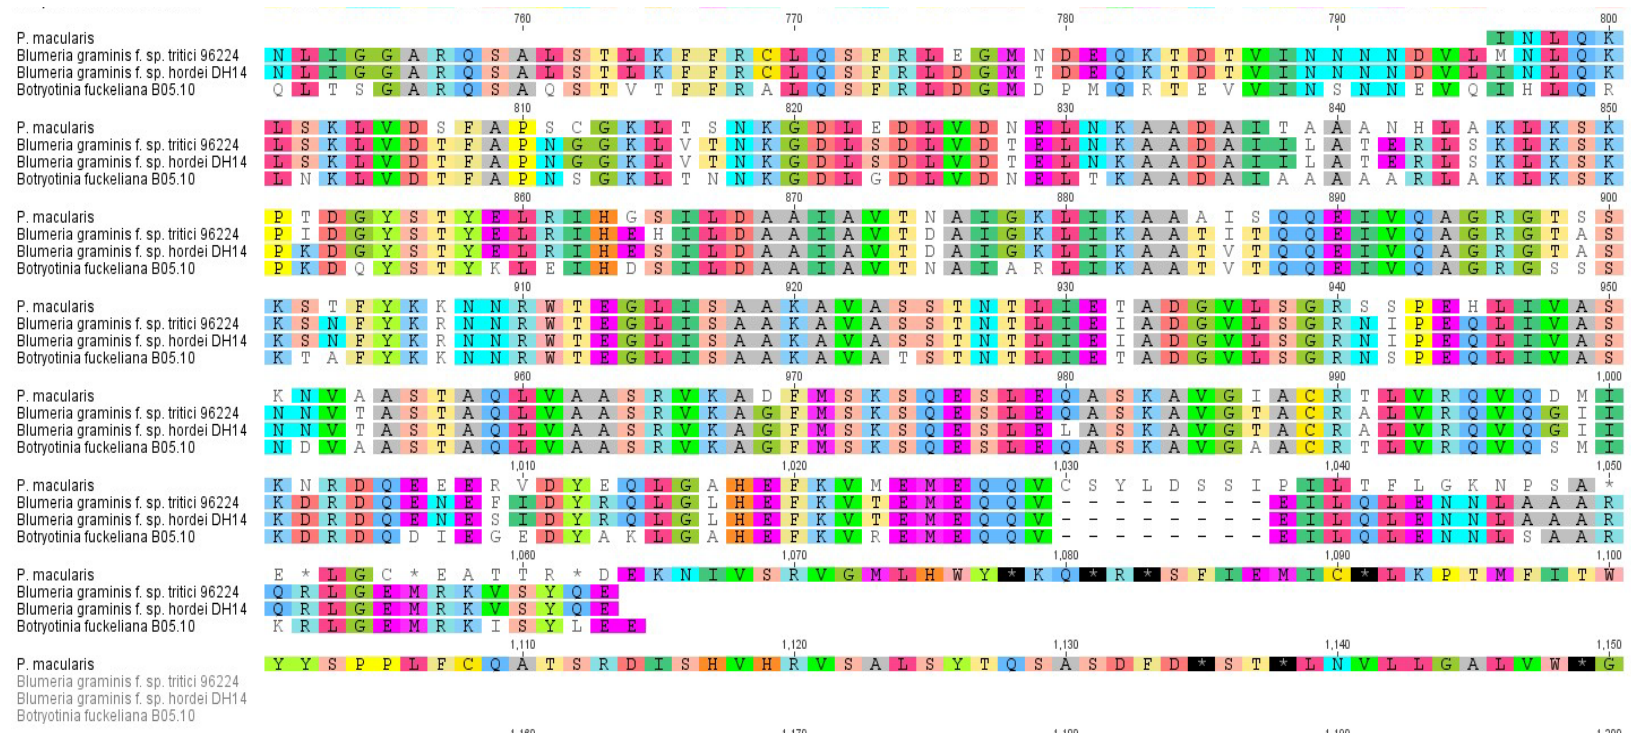 760 770 780 790 800
P. macularis I N L Q K
Blumeria graminis f. sp. tritici 96224 N L I G G A R Q S A L S T L K F F R C L Q S F R L E G M N D E Q K T D T V I N N N N D V L M N L Q K
Blumeria graminis f. sp. hordei DH14 N L I G G A R Q S A L S T L K F F R C L Q S F R L D G M T D E Q K T D T V I N N N N D V L I N L Q K
Botryotinia fuckeliana B05.10 Q L T S G A R Q S A Q S T V T F F R A L Q S F R L D G M D P M Q R T E V V I N S N N E V Q I H L Q R
810 820 830 840 850
P. macularis L S K L V D S F A P S C G K L T S N K G D L E D L V D N E L N K A A D A I T A A A N H L A K L K S K
Blumeria graminis f. sp. tritici 96224 L S K L V D T F A P N G G K L V T N K G D L S D L V D T E L N K A A D A I I L A T E R L S K L K S K
Blumeria graminis f. sp. hordei DH14 L S K L V D T F A P N G G K L V T N K G D L S D L V D T E L N K A A D A I I L A T E R L S K L K S K
Botryotinia fuckeliana B05.10 L N K L V D T F A P N S G K L T N N K G D L G D L V D N E L T K A A D A I A A A A A R L A K L K S K
860 870 880 890 900
P. macularis P T D G Y S T Y E L R I H G S I L D A A I A V T N A I G K L I K A A A I S Q Q E I V Q A G R G T S S
Blumeria graminis f. sp. tritici 96224 P I D G Y S T Y E L R I H E H I L D A A I A V T D A I G K L I K A A T I T Q Q E I V Q A G R G T A S
Blumeria graminis f. sp. hordei DH14 P K D G Y S T Y E L R I H E S I L D A A I A V T D A I G K L I K A A T V T Q Q E I V Q A G R G T A S
Botryotinia fuckeliana B05.10 P K D Q Y S T Y K L E I H D S I L D A A I A V T N A I A R L I K A A T V T Q Q E I V Q A G R G S S S
910 920 930 940 950
P. macularis K S T F Y K K N N R W T E G L I S A A K A V A S S T N T L I E T A D G V L S G R S S P E H L I V A S
Blumeria graminis f. sp. tritici 96224 K S N F Y K R N N R W T E G L I S A A K A V A S S T N T L I E I A D G V L S G R N I P E Q L I V A S
Blumeria graminis f. sp. hordei DH14 K S N F Y K R N N R W T E G L I S A A K A V A S S T N T L I E I A D G V L S G R N I P E Q L I V A S
Botryotinia fuckeliana B05.10 K T A F Y K K N N R W T E G L I S A A K A V A T S T N T L I E T A D G V L S G R N S P E Q L I V A S
960 970 980 990 1,000
P. macularis K N V A A S T A Q L V A A S R V K A D F M S K S Q E S L E Q A S K A V G I A C R T L V R Q V Q D M I
Blumeria graminis f. sp. tritici 96224 N N V T A S T A Q L V A A S R V K A G F M S K S Q E S L E Q A S K A V G T A C R A L V R Q V Q G I I
Blumeria graminis f. sp. hordei DH14 N N V T A S T A Q L V A A S R V K A G F M S K S Q E S L E L A S K A V G T A C R A L V R Q V Q G I I
Botryotinia fuckeliana B05.10 N D V A A S T A Q L V A A S R V K A G F M S K S Q E S L E Q A S K A V G A A C R T L V R Q V Q S M I
1,010 1,020 1,030 1,040 1,050
P. macularis K N R D Q E E E R V D Y E Q L G A H E F K V M E M E Q Q V C S Y L D S S I P I L T F L G K N P S A *
Blumeria graminis f. sp. tritici 96224 K D R D Q E N E F I D Y R Q L G L H E F K V T E M E Q Q V - - - - - - - - E I L Q L E N N L A A A R
Blumeria graminis f. sp. hordei DH14 K D R D Q E N E S I D Y R Q L G L H E F K V T E M E Q Q V - - - - - - - - E I L Q L E N N L A A A R
Botryotinia fuckeliana B05.10 K D R D Q D I E G E D Y A K L G A H E F K V R E M E Q Q V - - - - - - - - E I L Q L E N N L S A A R
1,060 1,070 1,080 1,090 1,100
P. macularis E * L G C * E A T T R * D E K N I V S R V G M L H W Y * K Q * R * S F I E M I C * L K P T M F I T W
Blumeria graminis f. sp. tritici 96224 Q R L G E M R K V S Y Q E
Blumeria graminis f. sp. hordei DH14 Q R L G E M R K V S Y Q E
Botryotinia fuckeliana B05.10 K R L G E M R K I S Y L E E
1,110 1,120 1,130 1,140 1,150
P. macularis Y Y S P P L F C Q A T S R D I S H V H R V S A L S Y T Q S A S D F D * S T * L N V L L G A L V W * G
Blumeria graminis f. sp. tritici 96224
Blumeria graminis f. sp. hordei DH14
Botryotinia fuckeliana B05.10